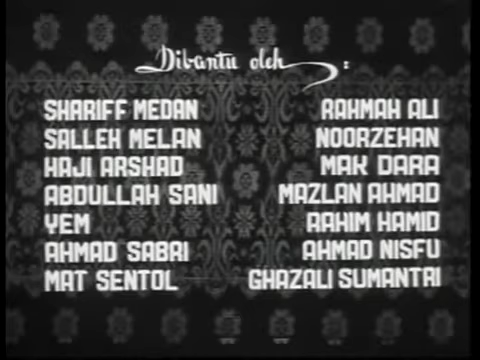 Dibantu oleh :
SHARIFF MEDAN RAHMAH ALI
SALLEH MELAN NOORZEHAN
HAJI ARSHAD MAK DARA
ABDULLAH SANI MAZLAN AHMAD
YEM RAHIM HAMID
AHMAD SABRI AHMAD NISFU
MAT SENTOL GHAZALI SUMANTRI